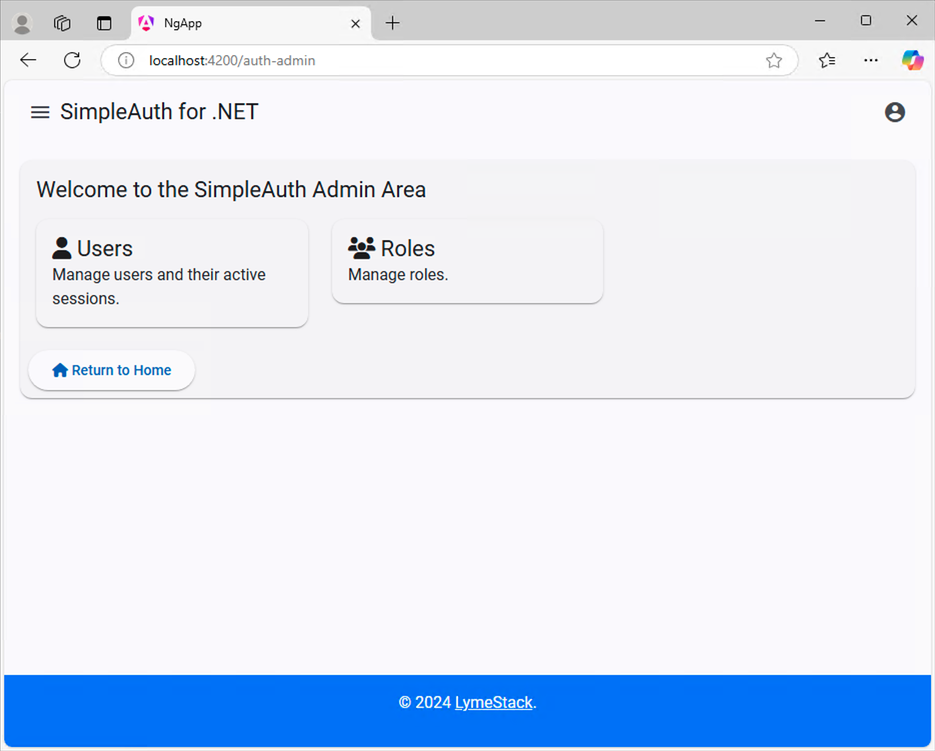 NgApp
localhost:4200/auth-admin
SimpleAuth for .NET
Welcome to the SimpleAuth Admin Area
Users
Manage users and their active
sessions.
Roles
Manage roles.
Return to Home
© 2024 LymeStack.